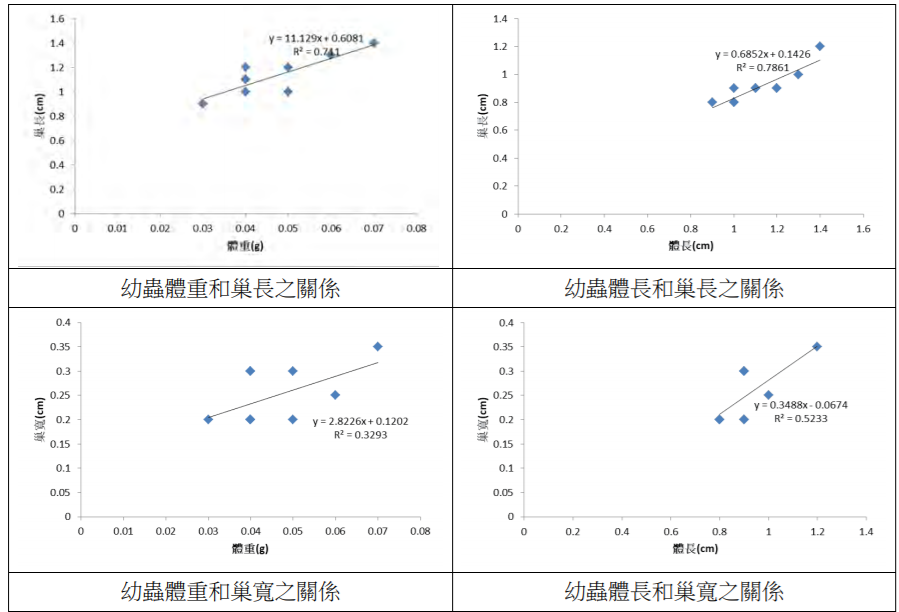 1.6
1.4
1.2
1
0.8
0.6
0.4
0.2
0
巢長(cm)
y = 11.129x + 0.6081
R² = 0.711
0 0.01 0.02 0.03 0.04 0.05 0.06 0.07 0.08
體重(g)
幼蟲體重和巢長之關係
1.4
1.2
1
0.8
0.6
0.4
0.2
0
巢長(cm)
y = 0.6852x + 0.1426
R² = 0.7861
0 0.2 0.4 0.6 0.8 1 1.2 1.4 1.6
體長(cm)
幼蟲體長和巢長之關係
0.4
0.35
0.3
0.25
0.2
0.15
0.1
0.05
0
巢寬(cm)
y = 2.8226x + 0.1202
R² = 0.3293
0 0.01 0.02 0.03 0.04 0.05 0.06 0.07 0.08
體重(g)
幼蟲體重和巢寬之關係
0.4
0.35
0.3
0.25
0.2
0.15
0.1
0.05
0
巢寬(cm)
y = 0.3488x - 0.0674
R² = 0.5233
0 0.2 0.4 0.6 0.8 1 1.2 1.4
體長(cm)
幼蟲體長和巢寬之關係